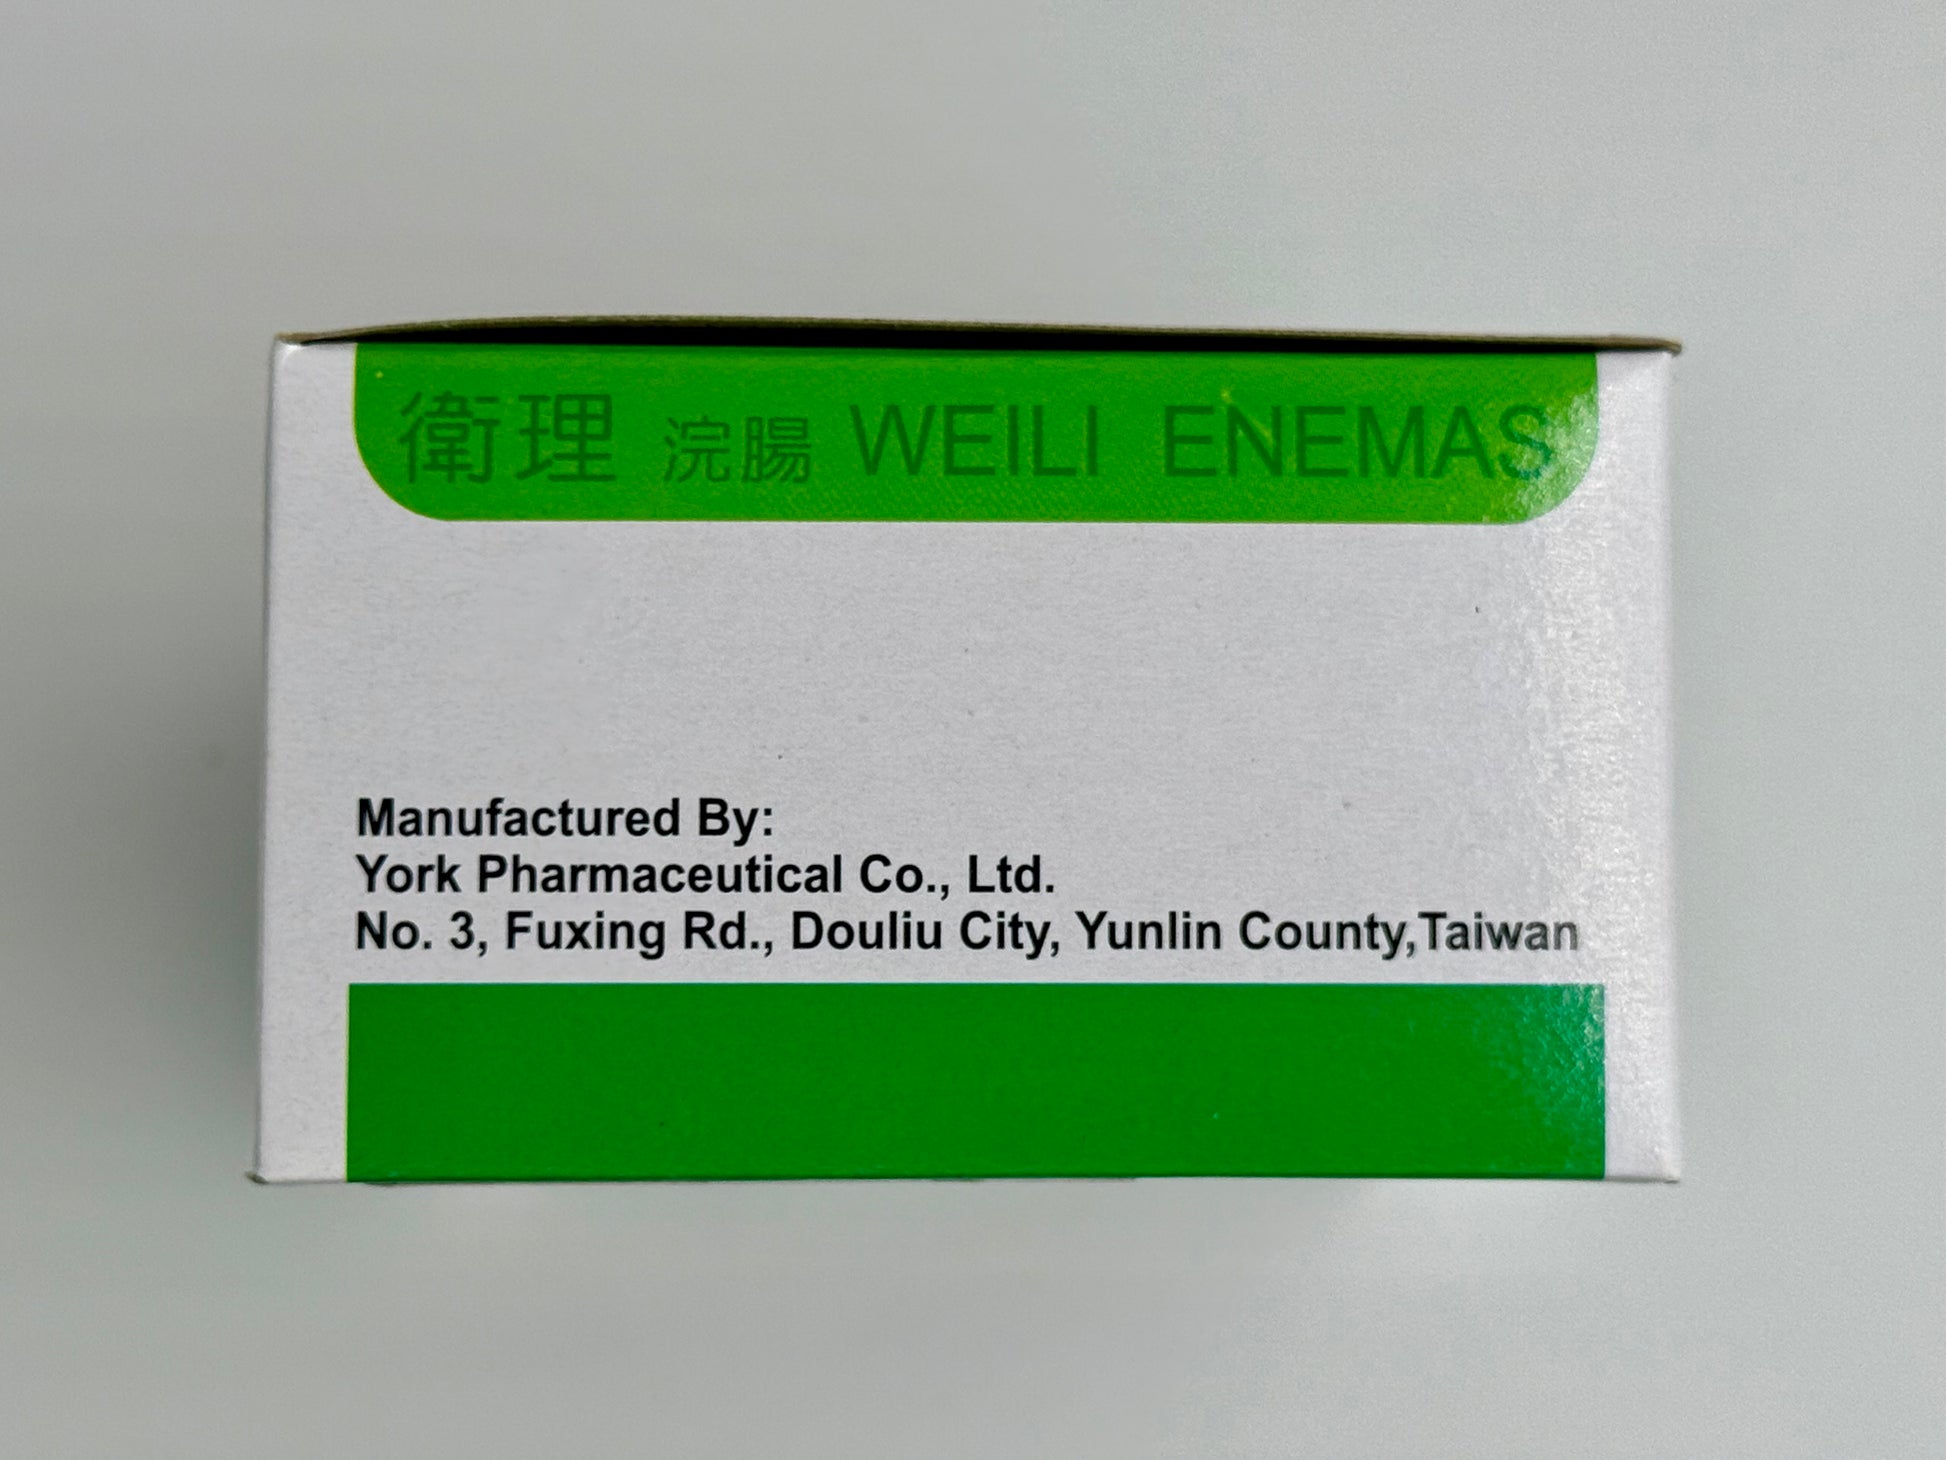 衛理 浣腸 WEILI ENEMAS
Manufactured By:
York Pharmaceutical Co., Ltd.
No. 3, Fuxing Rd., Douliu City, Yunlin County,Taiwan